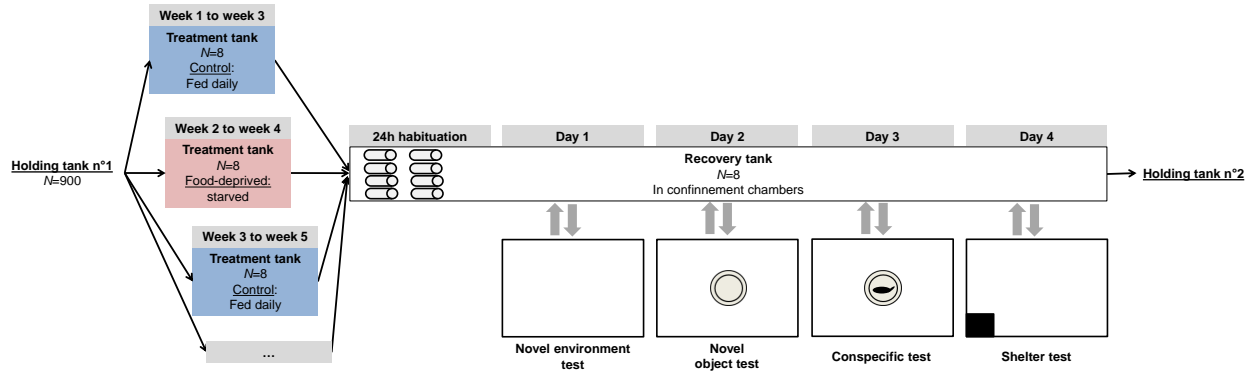 Week 1 to week 3
Treatment tank
N=8
Control:
Fed daily
Week 2 to week 4
Treatment tank
N=8
Food-deprived:
starved
Holding tank n°1
N=900
Week 3 to week 5
Treatment tank
N=8
Control:
Fed daily
...
24h habituation
Day 1
Day 2
Day 3
Day 4
Recovery tank
N=8
In confinnement chambers
Holding tank n°2
Novel environment
test
Novel
object test
Conspecific test
Shelter test